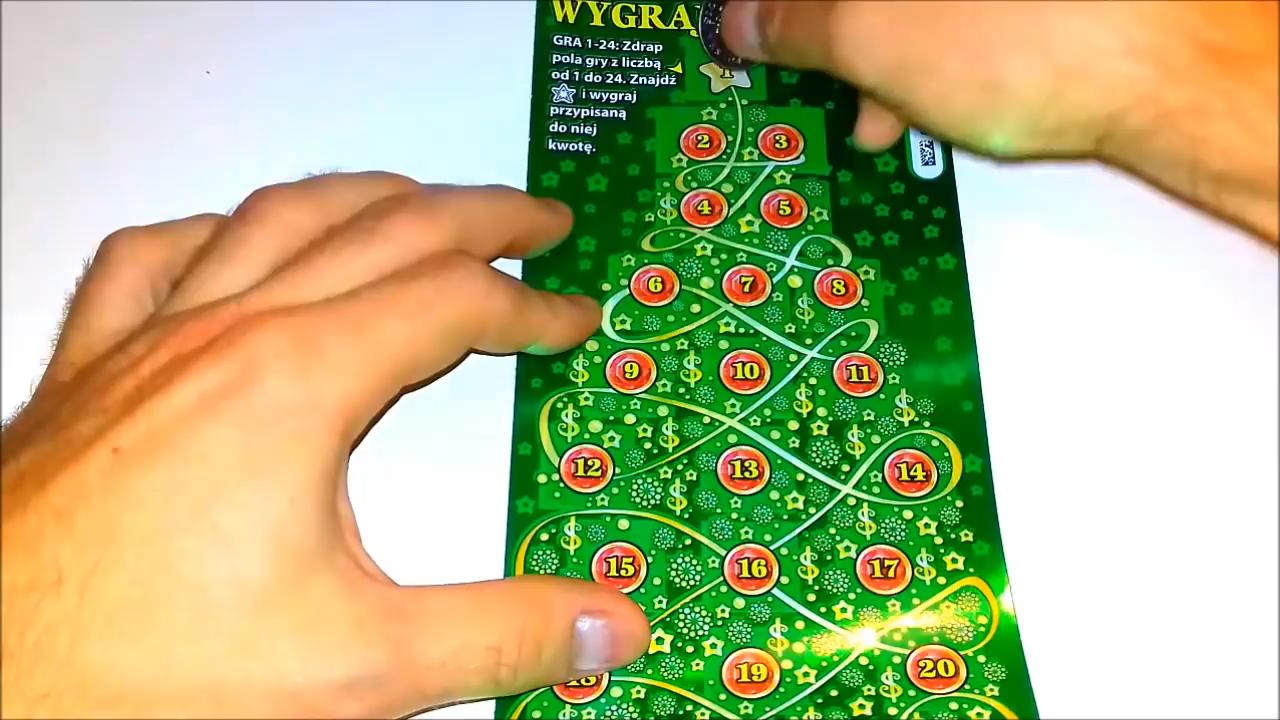 WYGRAJ
GRA 1-24: Zdrap
pola gry z liczbą
od 1 do 24. Znajdź
i wygraj
przypisaną
do niej
kwotę.
1
2 3
4 5
6 7 8
9 10 11
12 13 14
15 16 17
18 19 20